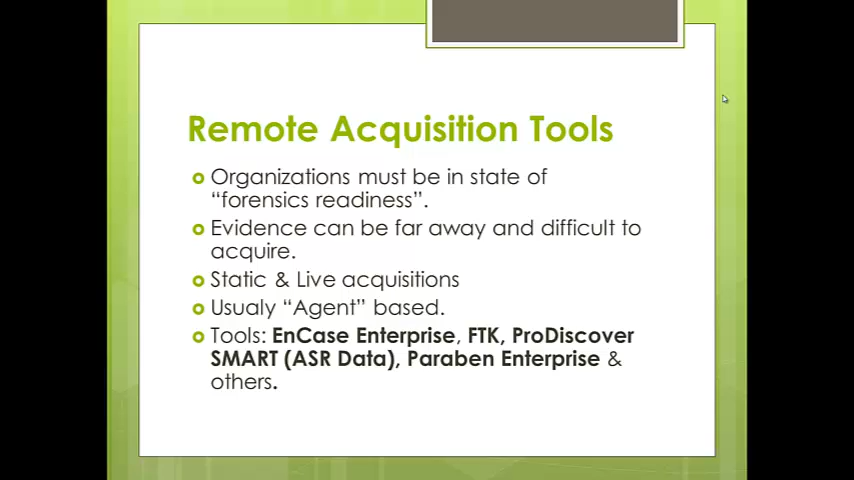 Remote Acquisition Tools
Organizations must be in state of
“forensics readiness”.
Evidence can be far away and difficult to
acquire.
Static & Live acquisitions
Usualy “Agent” based.
Tools: EnCase Enterprise, FTK, ProDiscover
SMART (ASR Data), Paraben Enterprise &
others.